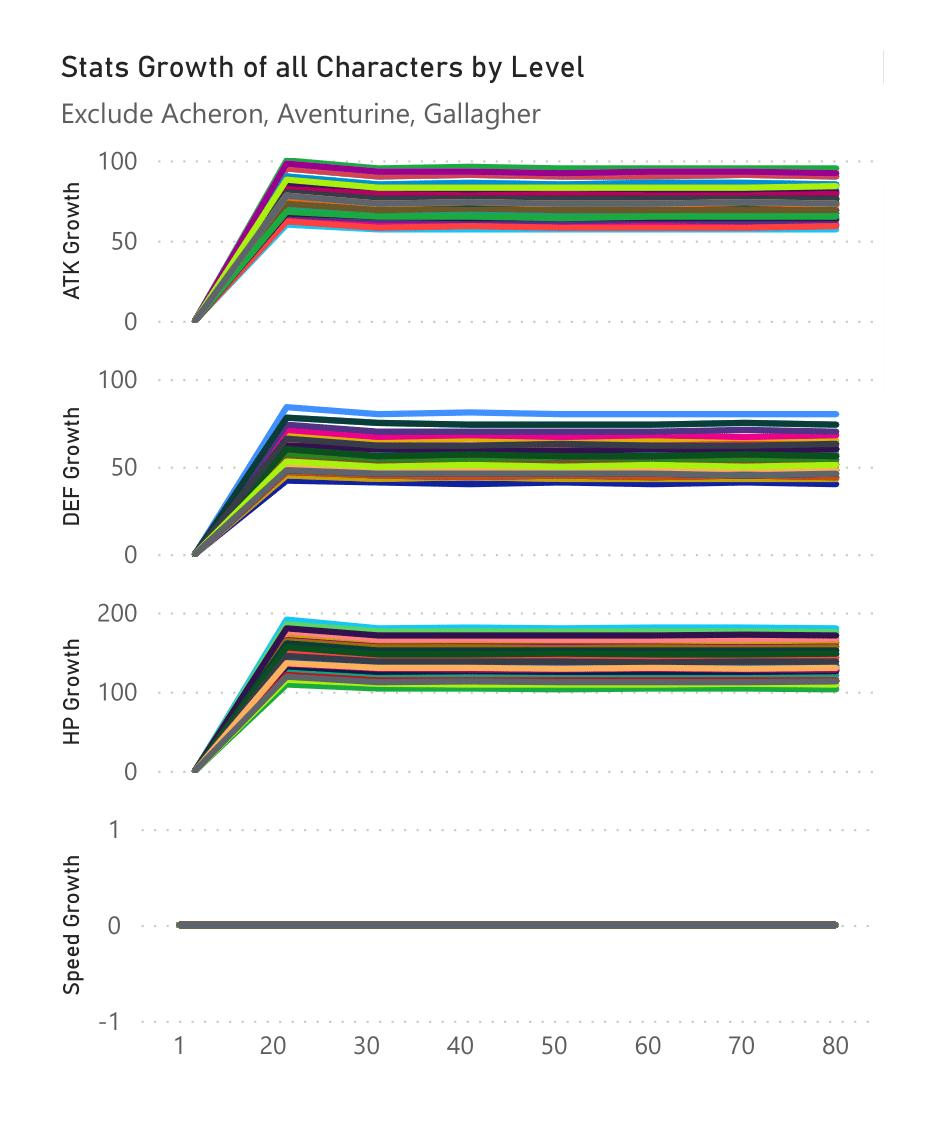 Stats Growth of all Characters by Level
Exclude Acheron, Aventurine, Gallagher
ATK Growth
100
50
0
DEF Growth
100
50
0
HP Growth
200
100
0
Speed Growth
1
0
-1
1 20 30 40 50 60 70 80